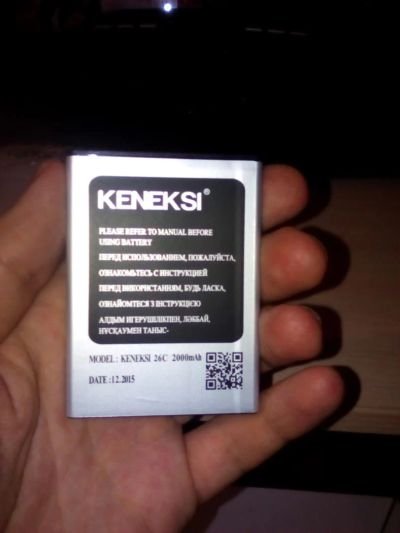 KENEKSI®
PLEASE REFER TO MANUAL BEFORE
USING BATTERY
ПЕРЕД ИСПОЛЬЗОВАНИЕМ, ПОЖАЛУЙСТА,
ОЗНАКОМЬТЕСЬ С ИНСТРУКЦИЕЙ
ПЕРЕД ВИКОРИСТАННЯМ, БУДЬ ЛАСКА,
ОЗНАЙОМТЕСЯ З ІНСТРУКЦІЄЮ
АЛДЫМ ИГЕРУШІЛІКПЕН, ЛӘББАЙ,
НҰСҚАУМЕН ТАНЫС-
MODEL: KENEKSI 26C 2000mAh
DATE:12.2015